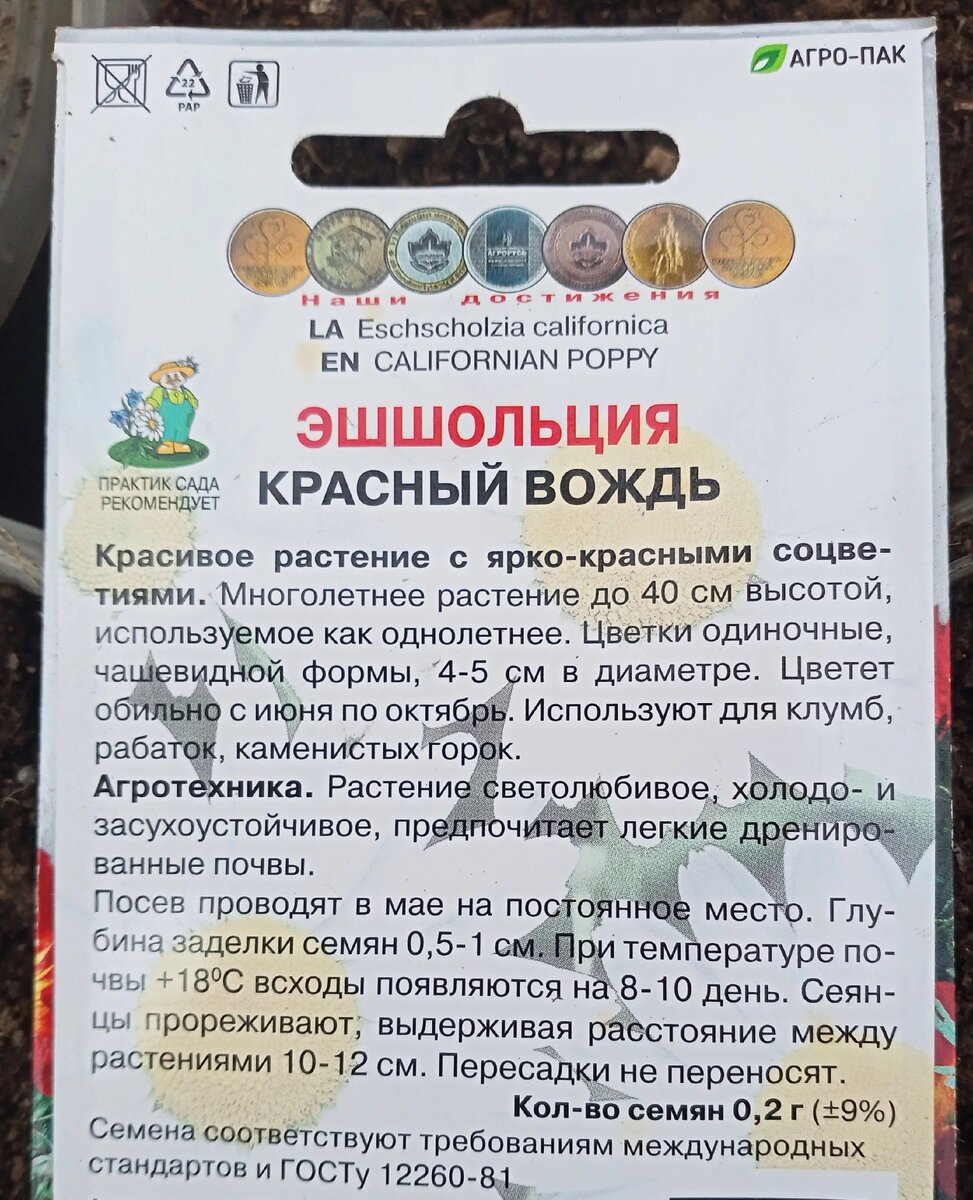 АГРО-ПАК
22
PAP
АГРОРУСЬ
Наши достижения
LA Eschscholzia californica
EN CALIFORNIAN POPPY
ЭШШОЛЬЦИЯ
КРАСНЫЙ ВОЖДЬ
ПРАКТИК САДА
РЕКОМЕНДУЕТ
Красивое растение с ярко-красными соцве-
тиями. Многолетнее растение до 40 см высотой,
используемое как однолетнее. Цветки одиночные,
чашевидной формы, 4-5 см в диаметре. Цветет
обильно с июня по октябрь. Используют для клумб,
рабаток, каменистых горок.
Агротехника. Растение светолюбивое, холодо- и
засухоустойчивое, предпочитает легкие дрениро-
ванные почвы.
Посев проводят в мае на постоянное место. Глу-
бина заделки семян 0,5-1 см. При температуре по-
чвы +18⁰С всходы появляются на 8-10 день. Сеян-
цы прореживают, выдерживая расстояние между
растениями 10-12 см. Пересадки не переносят.
Кол-во семян 0,2 г (±9%)
Семена соответствуют требованиям международных
стандартов и ГОСТу 12260-81